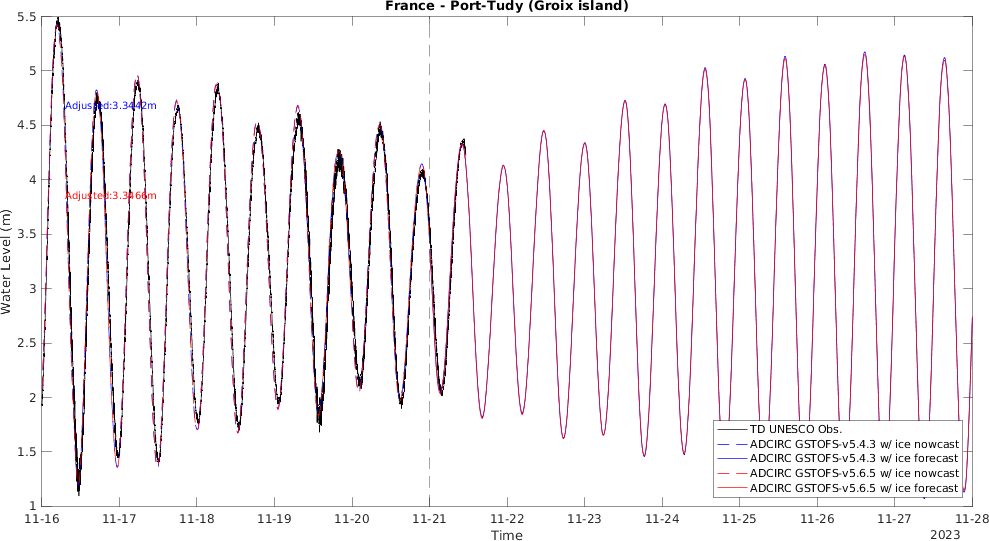 France - Port-Tudy (Groix island)
5.5
5
4.5
4
3.5
3
2.5
2
1.5
1
Water Level (m)
Adjusted:3.3442m
Adjusted:3.3466m
TD UNESCO Obs.
ADCIRC GSTOFS-v5.4.3 w/ ice nowcast
ADCIRC GSTOFS-v5.4.3 w/ ice forecast
ADCIRC GSTOFS-v5.6.5 w/ ice nowcast
ADCIRC GSTOFS-v5.6.5 w/ ice forecast
11-16 11-17 11-18 11-19 11-20 11-21 11-22 11-23 11-24 11-25 11-26 11-27 11-28
Time
2023